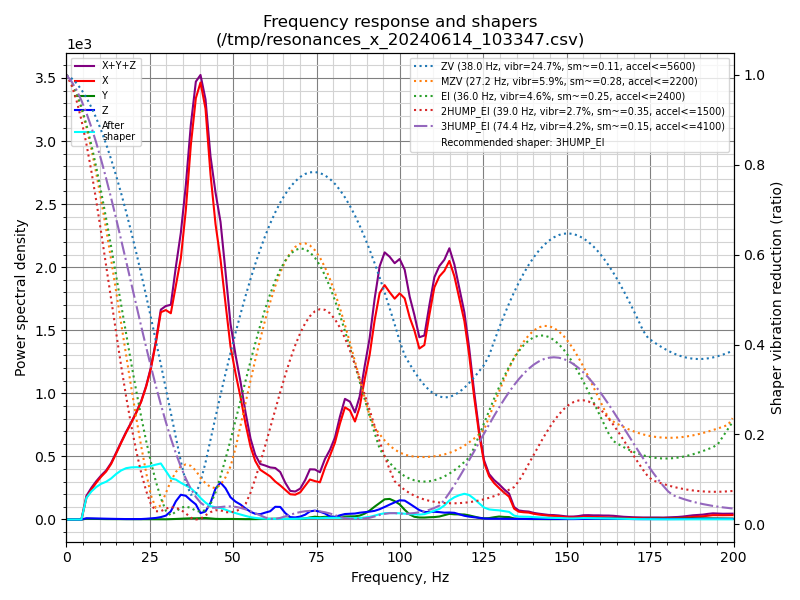 Frequency response and shapers
(/tmp/resonances_x_20240614_103347.csv)
1e3
X+Y+Z
X
Y
Z
After
shaper
ZV (38.0 Hz, vibr=24.7%, sm~=0.11, accel<=5600)
MZV (27.2 Hz, vibr=5.9%, sm~=0.28, accel<=2200)
EI (36.0 Hz, vibr=4.6%, sm~=0.25, accel<=2400)
2HUMP_EI (39.0 Hz, vibr=2.7%, sm~=0.35, accel<=1500)
3HUMP_EI (74.4 Hz, vibr=4.2%, sm~=0.15, accel<=4100)
Recommended shaper: 3HUMP_EI
3.5
3.0
2.5
2.0
1.5
1.0
0.5
0.0
Power spectral density
1.0
0.8
0.6
0.4
0.2
0.0
Shaper vibration reduction (ratio)
0 25 50 75 100 125 150 175 200
Frequency, Hz